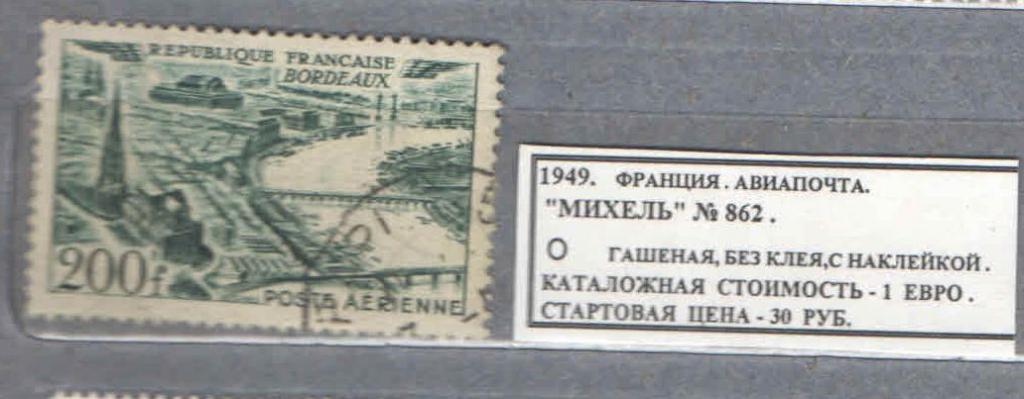 REPUBLIQUE FRANCAISE
BORDEAUX
200f
POSTE AERIENNE
1949. ФРАНЦИЯ. АВИАПОЧТА.
"МИХЕЛЬ" № 862.
О ГАШЕНАЯ, БЕЗ КЛЕЯ,С НАКЛЕЙКОЙ.
КАТАЛОЖНАЯ СТОИМОСТЬ - 1 ЕВРО.
СТАРТОВАЯ ЦЕНА - 30 РУБ.